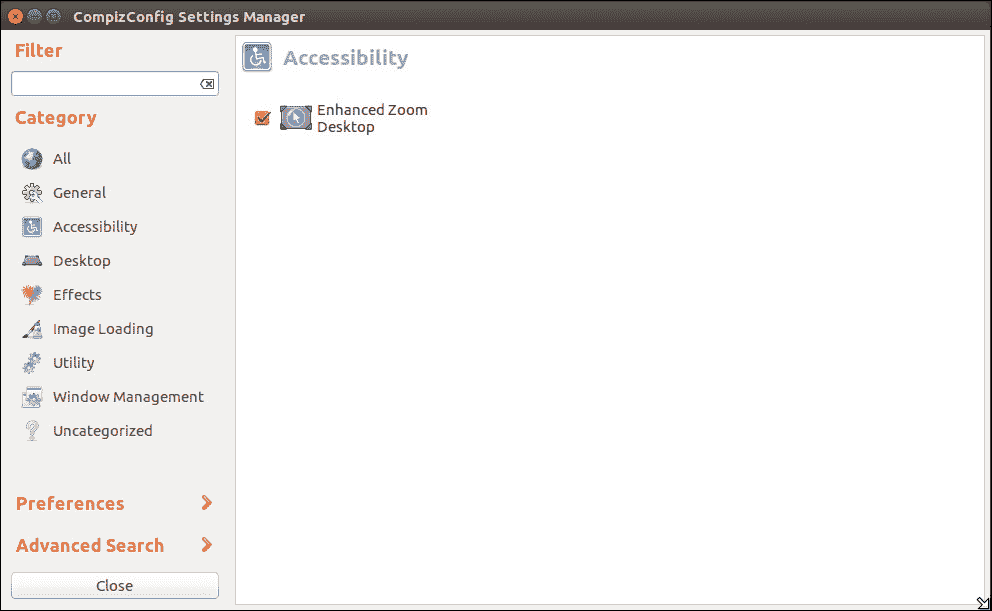 CompizConfig Settings Manager
Filter
Category
All
General
Accessibility
Desktop
Effects
Image Loading
Utility
Window Management
Uncategorized
Preferences
Advanced Search
Close
Accessibility
Enhanced Zoom
Desktop